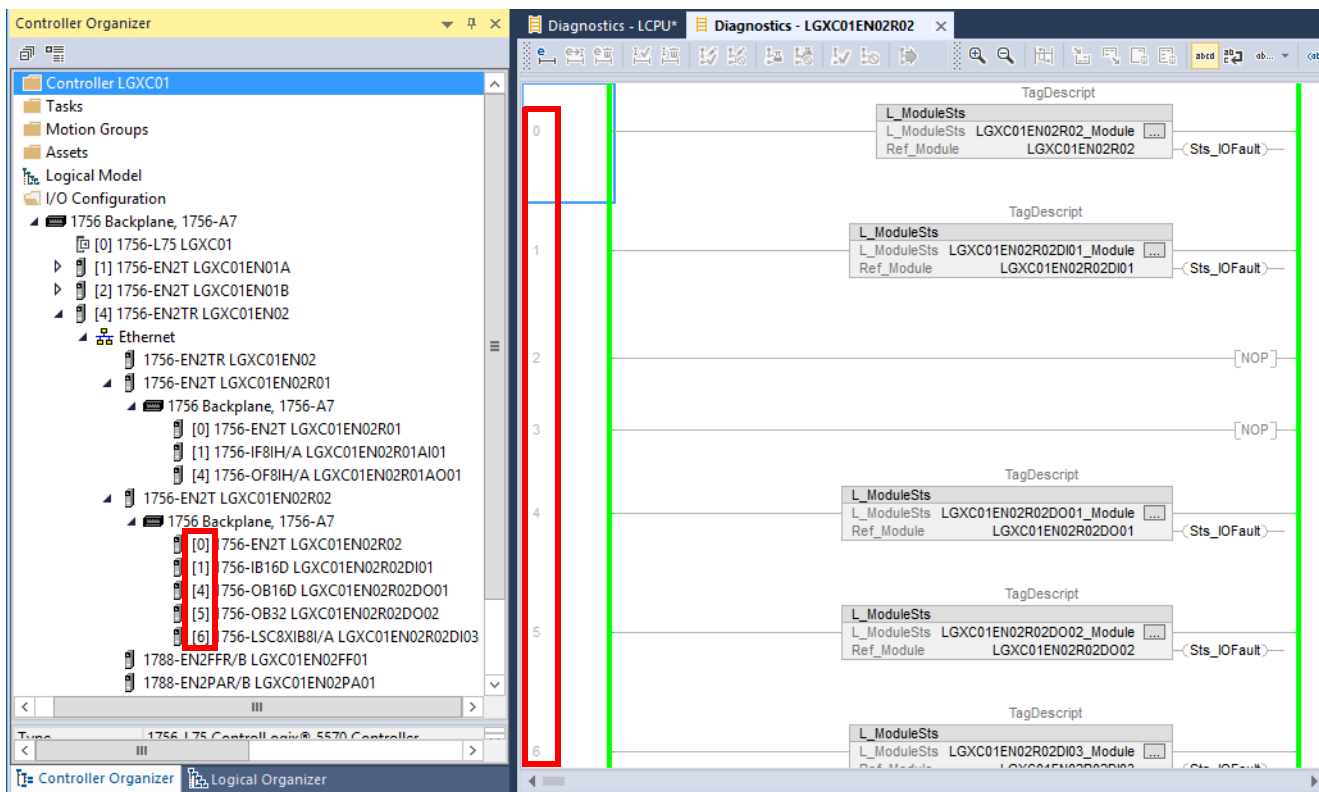 Controller Organizer
Controller LGXC01
Tasks
Motion Groups
Assets
Logical Model
I/O Configuration
1756 Backplane, 1756-A7
[0] 1756-L75 LGXC01
[1] 1756-EN2T LGXC01EN01A
[2] 1756-EN2T LGXC01EN01B
[4] 1756-EN2TR LGXC01EN02
Ethernet
1756-EN2TR LGXC01EN02
1756-EN2T LGXC01EN02R01
1756 Backplane, 1756-A7
[0] 1756-EN2T LGXC01EN02R01
[1] 1756-IF8IH/A LGXC01EN02R01AI01
[4] 1756-OF8IH/A LGXC01EN02R01AO01
1756-EN2T LGXC01EN02R02
1756 Backplane, 1756-A7
[0] 1756-EN2T LGXC01EN02R02
[1] 1756-IB16D LGXC01EN02R02DI01
[4] 1756-OB16D LGXC01EN02R02DO01
[5] 1756-OB32 LGXC01EN02R02DO02
[6] 1756-LSC8XIB8I/A LGXC01EN02R02DI03
1788-EN2FFR/B LGXC01EN02FF01
1788-EN2PAR/B LGXC01EN02PA01
Type 1756-L75 ControlLogix® 5570 Controller
Controller Organizer Logical Organizer
Diagnostics - LCPU* Diagnostics - LGXC01EN02R02
abcd ab...
TagDescript
L_ModuleSts
0 L_ModuleSts LGXC01EN02R02_Module ...
Ref_Module LGXC01EN02R02 Sts_IOFault
TagDescript
L_ModuleSts
1 L_ModuleSts LGXC01EN02R02DI01_Module ...
Ref_Module LGXC01EN02R02DI01 Sts_IOFault
2 NOP
3 NOP
TagDescript
L_ModuleSts
4 L_ModuleSts LGXC01EN02R02DO01_Module ...
Ref_Module LGXC01EN02R02DO01 Sts_IOFault
TagDescript
L_ModuleSts
5 L_ModuleSts LGXC01EN02R02DO02_Module ...
Ref_Module LGXC01EN02R02DO02 Sts_IOFault
TagDescript
L_ModuleSts
6 L_ModuleSts LGXC01EN02R02DI03_Module ...
Ref_Module LGXC01EN02R02DI03 Sts_IOFault